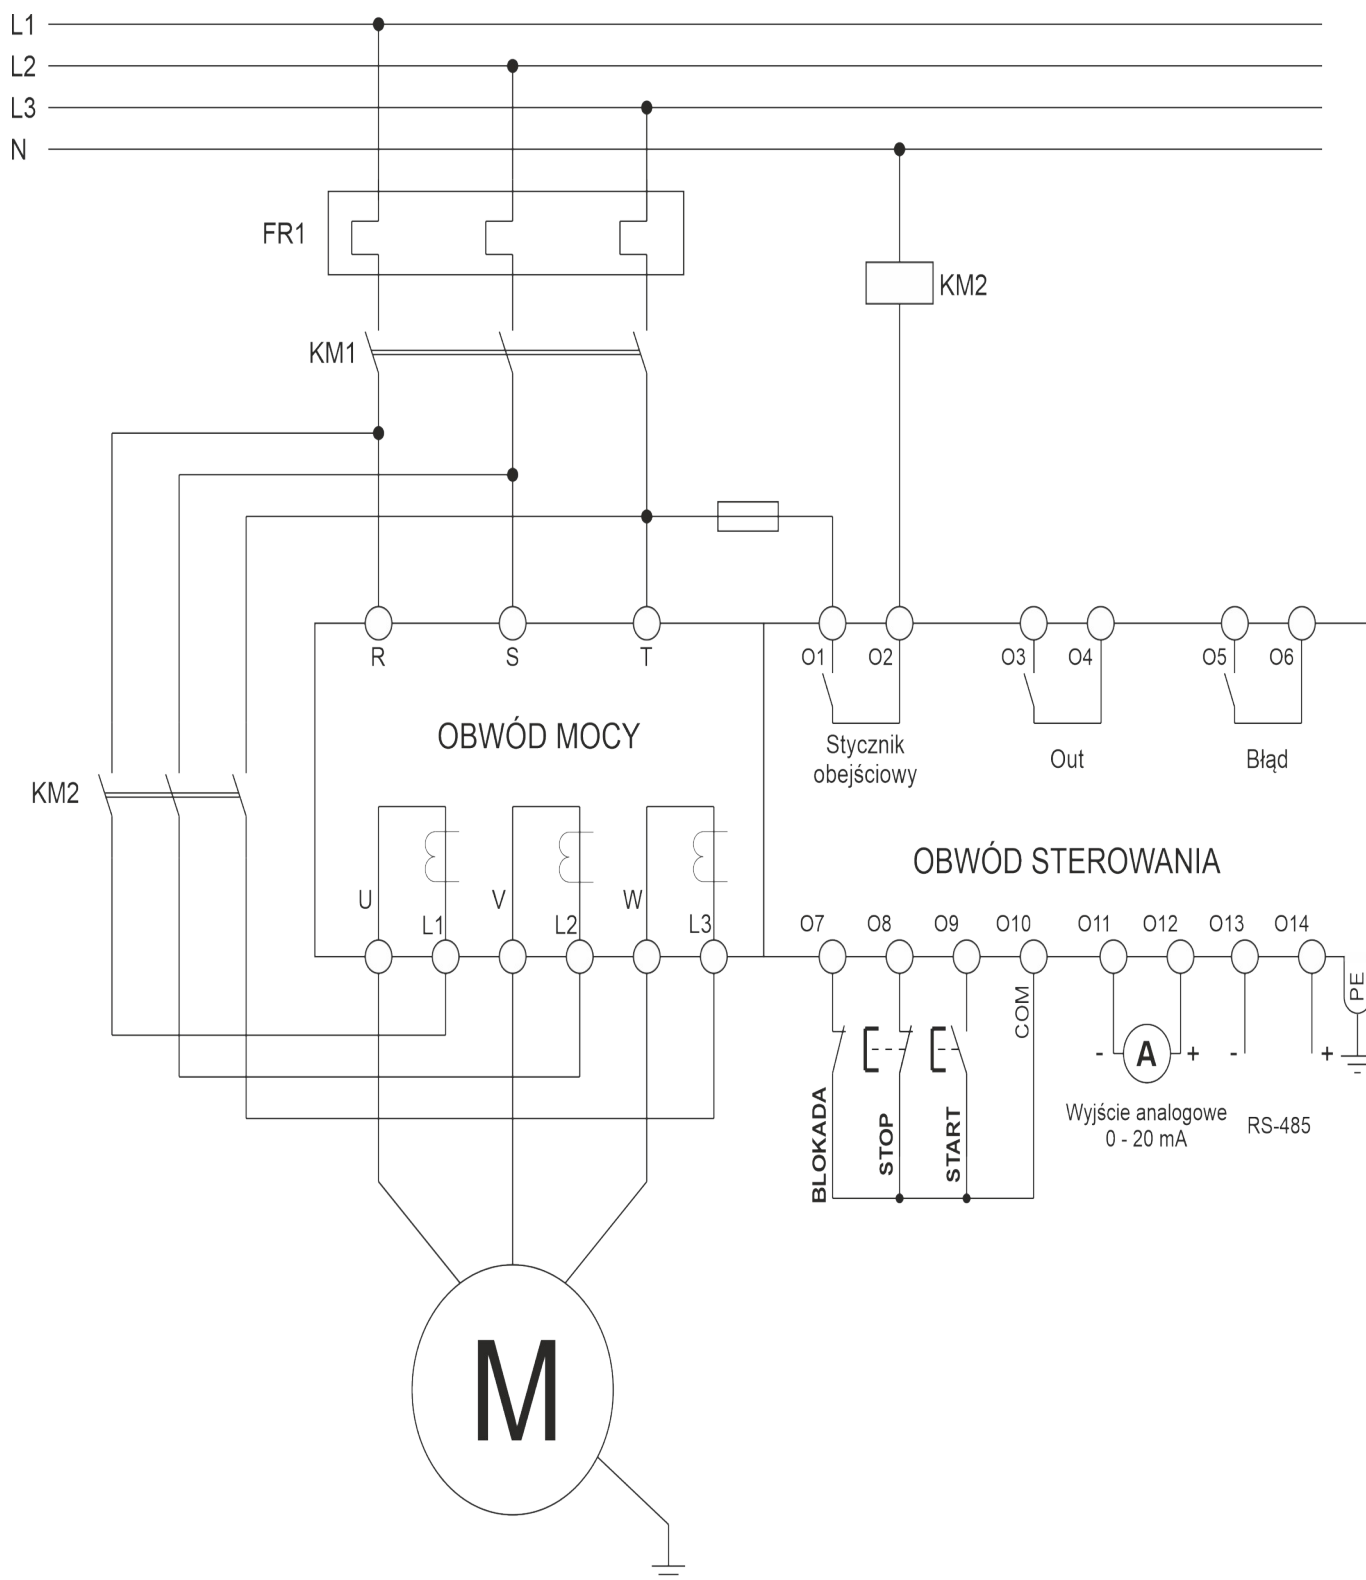 L1
L2
L3
N
FR1
KM2
KM1
R
S
T
O1
O2
O3
O4
O5
O6
OBWÓD MOCY
Stycznik
obejściowy
Out
Błąd
KM2
OBWÓD STEROWANIA
U
L1
V
L2
W
L3
O7
O8
O9
O10
O11
O12
O13
O14
COM
PE
-
A
+
-
+
BLOKADA
STOP
START
Wyjście analogowe
0 - 20 mA
RS-485
M